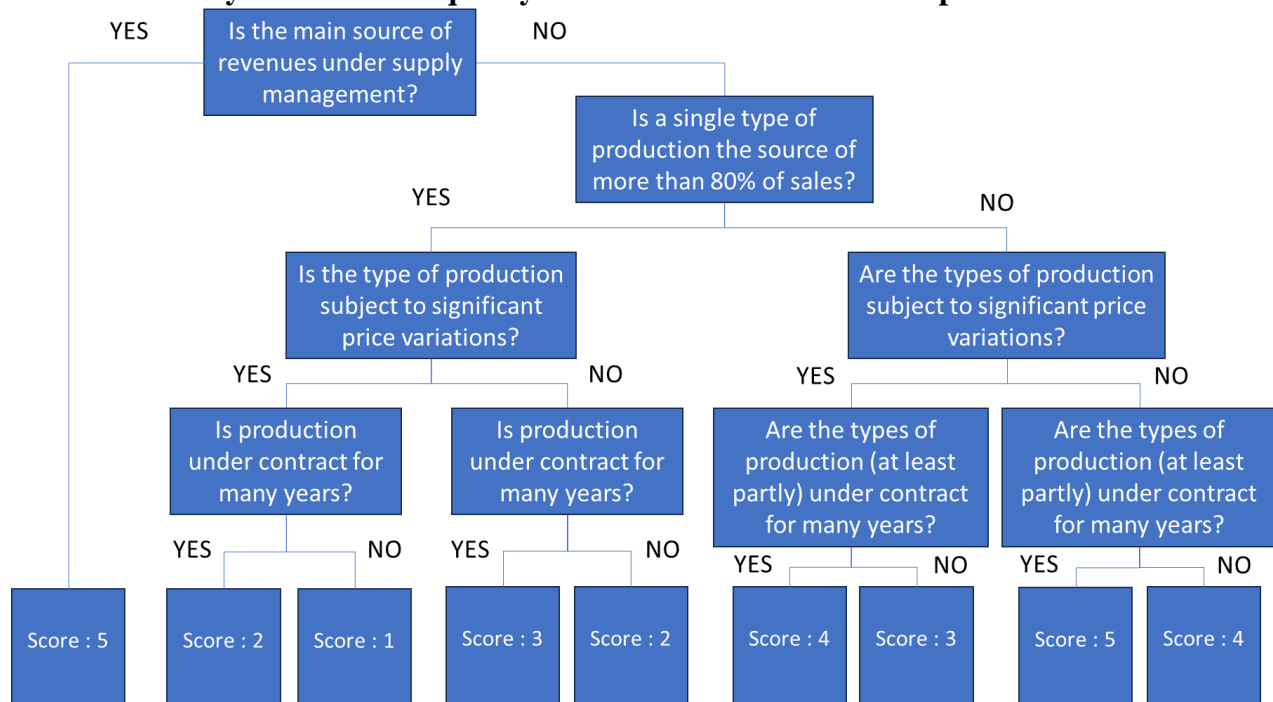 YES
Is the main source of
revenues under supply
management?
NO
Is a single type of
production the source of
more than 80% of sales?
YES
NO
Is the type of production
subject to significant
price variations?
Are the types of production
subject to significant price
variations?
YES
NO
YES
NO
Is production
under contract for
many years?
Is production
under contract for
many years?
Are the types of
production (at least
partly) under contract
for many years?
Are the types of
production (at least
partly) under contract
for many years?
YES
NO
YES
NO
YES
NO
YES
NO
Score : 5
Score : 2
Score : 1
Score : 3
Score : 2
Score : 4
Score : 3
Score : 5
Score : 4